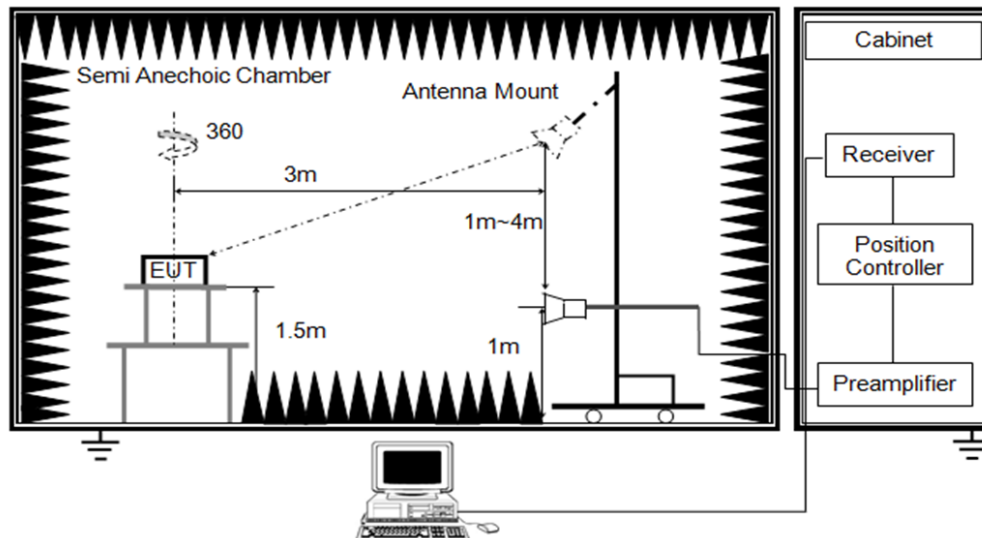 Cabinet
Semi Anechoic Chamber
Antenna Mount
360
Receiver
3m
1m~4m
Position
Controller
EUT
1.5m
1m
Preamplifier